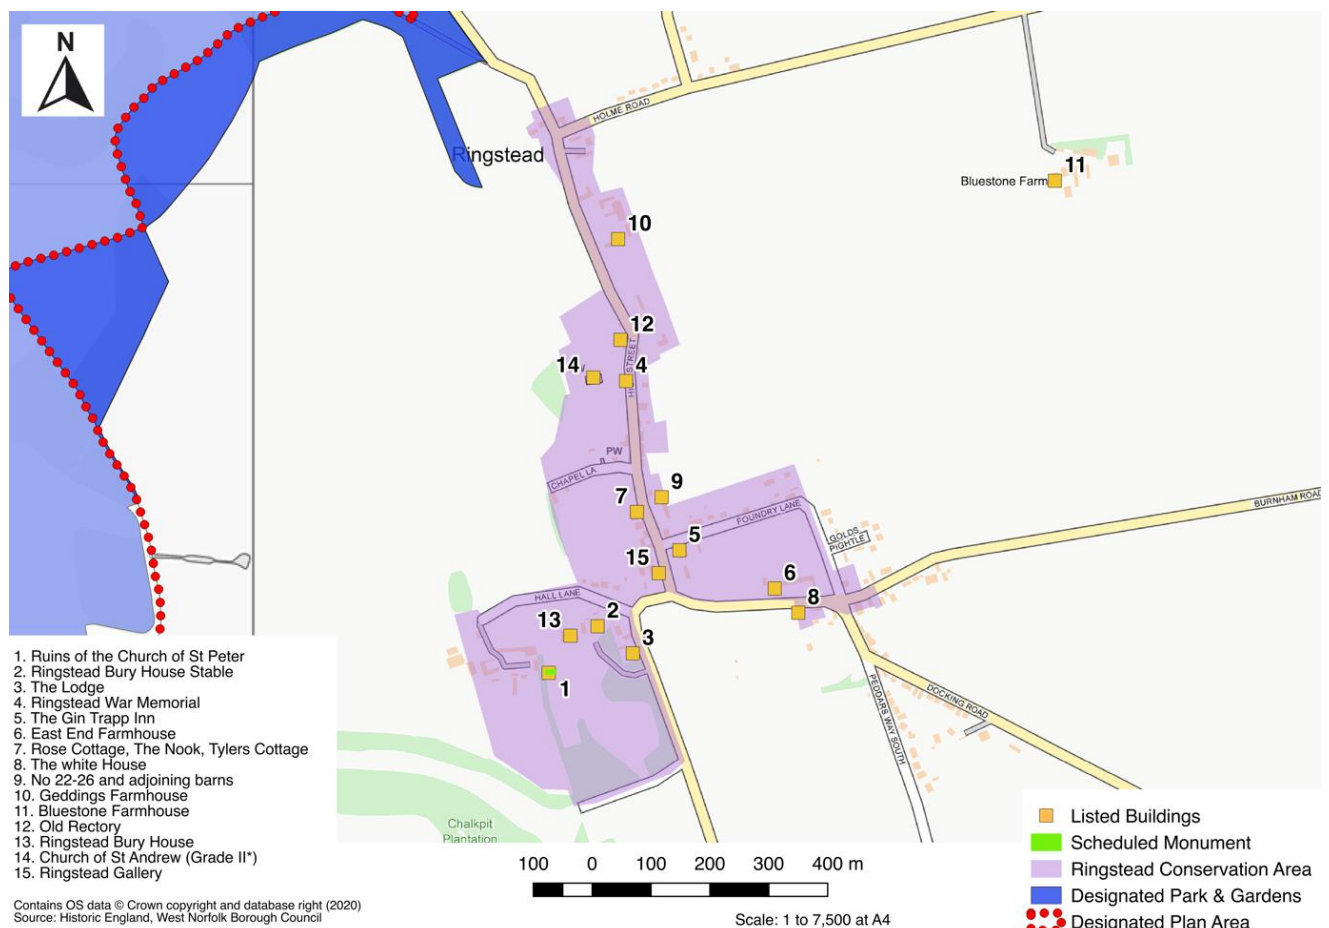 N
HOLME ROAD
Ringstead
11
Bluestone Farm
10
12
14
4
HIGH STREET
PW
CHAPEL LA
9
7
BURNHAM ROAD
FOUNDRY LANE
GOLDS
PIGHTLE
5
15
6
8
HALL LANE
2
13
3
1
PEDDARS WAY SOUTH
DOCKING ROAD
Chalkpit
Plantation
1. Ruins of the Church of St Peter
2. Ringstead Bury House Stable
3. The Lodge
4. Ringstead War Memorial
5. The Gin Trapp Inn
6. East End Farmhouse
7. Rose Cottage, The Nook, Tylers Cottage
8. The white House
9. No 22-26 and adjoining barns
10. Geddings Farmhouse
11. Bluestone Farmhouse
12. Old Rectory
13. Ringstead Bury House
14. Church of St Andrew (Grade II*)
15. Ringstead Gallery
Contains OS data © Crown copyright and database right (2020)
Source: Historic England, West Norfolk Borough Council
100 0 100 200 300 400 m
Scale: 1 to 7,500 at A4
Listed Buildings
Scheduled Monument
Ringstead Conservation Area
Designated Park & Gardens
Designated Plan Area